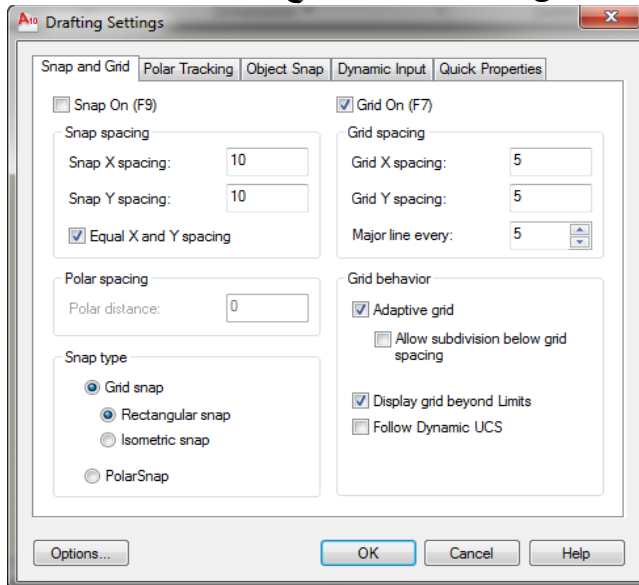 A10 Drafting Settings
Snap and Grid Polar Tracking Object Snap Dynamic Input Quick Properties
Snap On (F9)
Snap spacing
Snap X spacing: 10
Snap Y spacing: 10
Equal X and Y spacing
Polar spacing
Polar distance: 0
Snap type
Grid snap
Rectangular snap
Isometric snap
PolarSnap
Grid On (F7)
Grid spacing
Grid X spacing: 5
Grid Y spacing: 5
Major line every: 5
Grid behavior
Adaptive grid
Allow subdivision below grid
spacing
Display grid beyond Limits
Follow Dynamic UCS
Options... OK Cancel Help